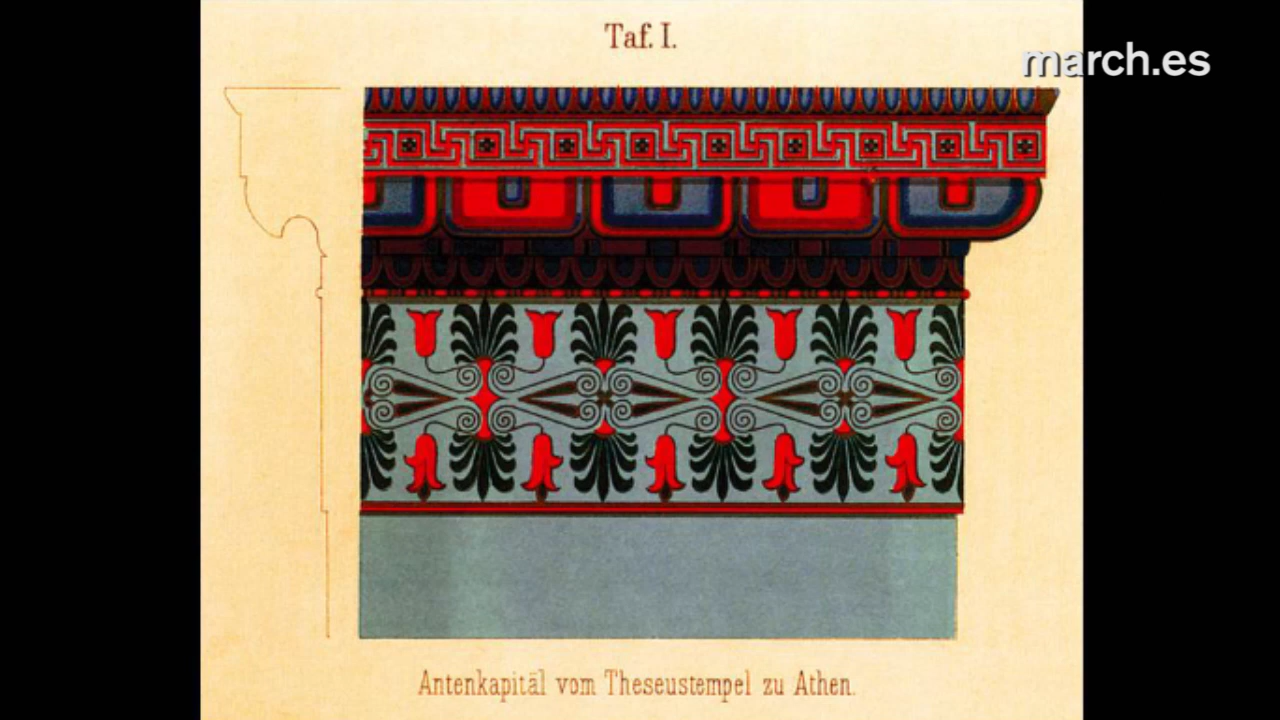 Taf. I.
march.es
Antenkapitäl vom Theseustempel zu Athen.